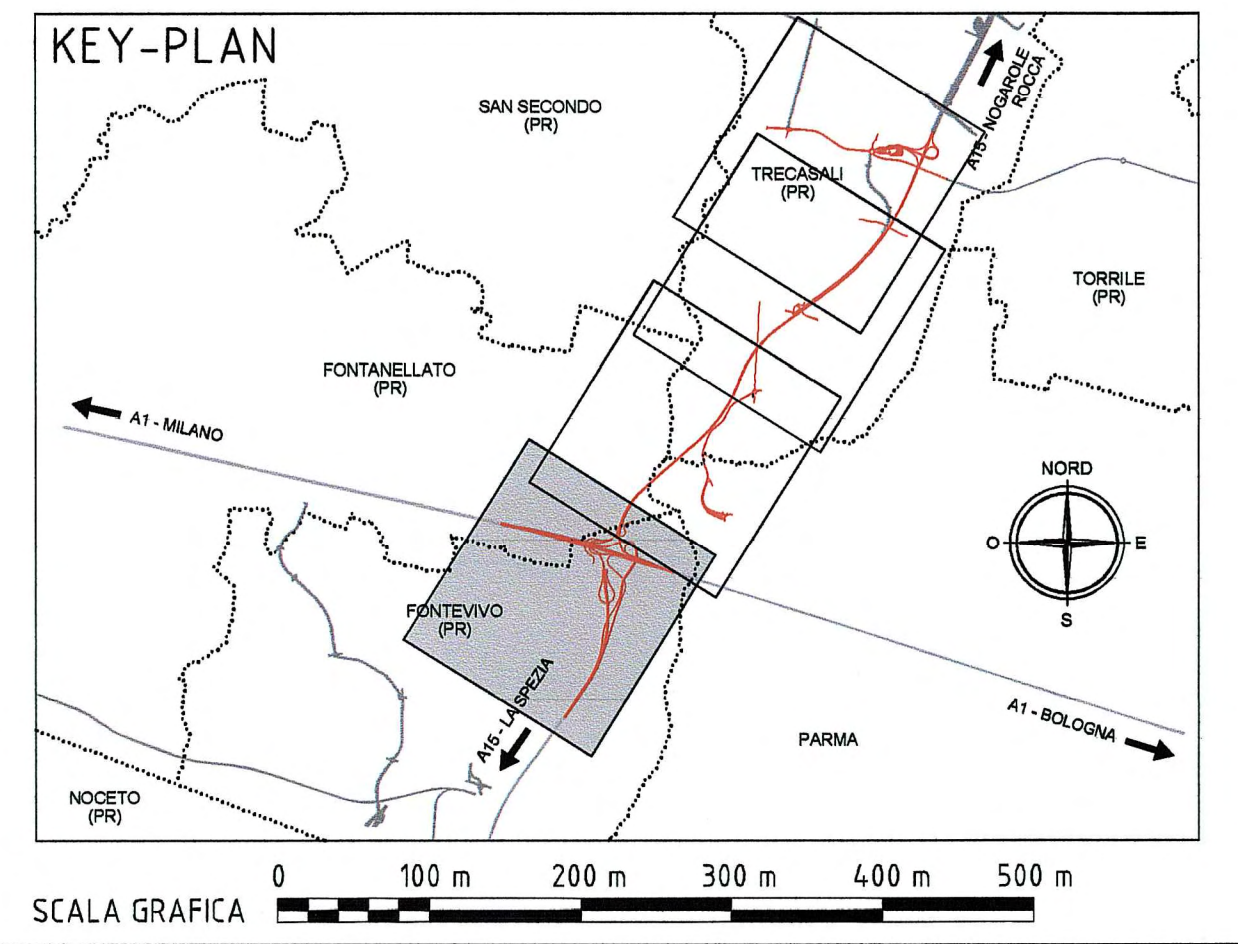 KEY-PLAN
SAN SECONDO
(PR)
A15 - NOGAROLE
ROCCA
TRECASALI
(PR)
TORRILE
(PR)
FONTANELLATO
(PR)
A1 - MILANO
NORD
O
E
S
FONTEVIVO
(PR)
A15 - LA SPEZIA
A1 - BOLOGNA
PARMA
NOCETO
(PR)
0 100 m 200 m 300 m 400 m 500 m
SCALA GRAFICA